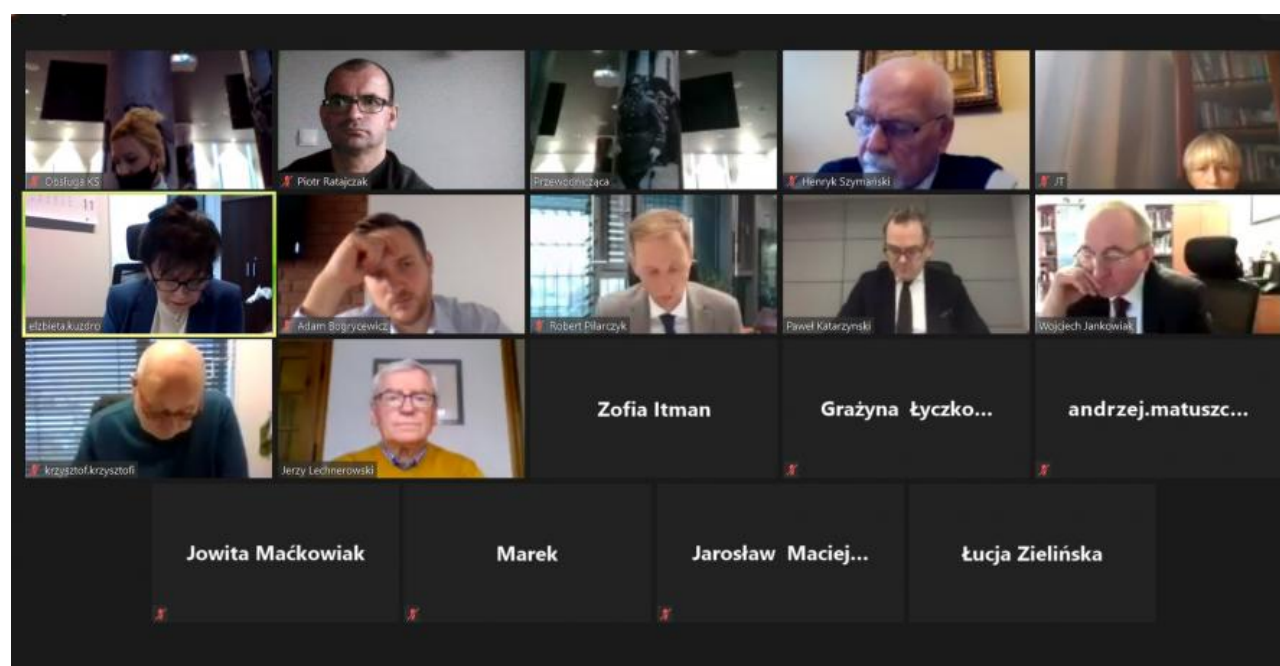 Obsługa KS
Piotr Ratajczak
Przewodnicząca
Henryk Szymański
JT
11
elzbieta.kuzdro
Adam Bogrycewicz
Robert Pilarczyk
Paweł Katarzynski
Wojciech Jankowiak
krzysztof.krzysztofi
Jerzy Lechnerowski
Zofia Itman
Grażyna Łyczko...
andrzej.matuszc...
Jowita Maćkowiak
Marek
Jarosław Maciej...
Łucja Zielińska